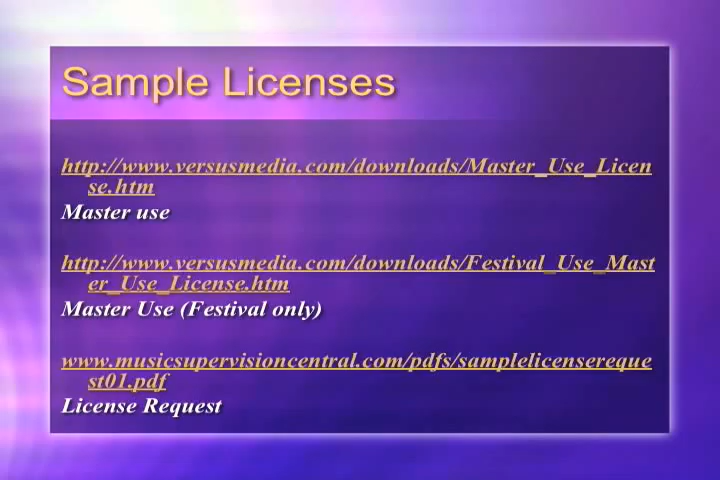 Sample Licenses
http://www.versusmedia.com/downloads/Master_Use_Licen
se.htm
Master use
http://www.versusmedia.com/downloads/Festival_Use_Mast
er_Use_License.htm
Master Use (Festival only)
www.musicsupervisioncentral.com/pdfs/samplelicensereque
st01.pdf
License Request